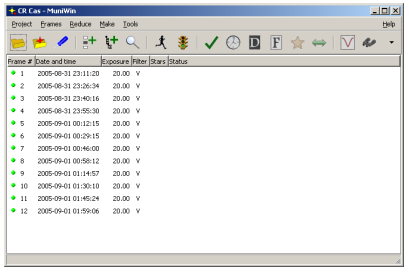 CR Cas - MuniWin
Project Frames Reduce Make Tools Help
D F V
Frame # Date and time Exposure Filter Stars Status
1 2005-08-31 23:11:20 20.00 V
2 2005-08-31 23:26:34 20.00 V
3 2005-08-31 23:40:16 20.00 V
4 2005-08-31 23:55:30 20.00 V
5 2005-09-01 00:12:15 20.00 V
6 2005-09-01 00:29:15 20.00 V
7 2005-09-01 00:46:00 20.00 V
8 2005-09-01 00:58:12 20.00 V
9 2005-09-01 01:14:57 20.00 V
10 2005-09-01 01:30:10 20.00 V
11 2005-09-01 01:45:24 20.00 V
12 2005-09-01 01:59:06 20.00 V